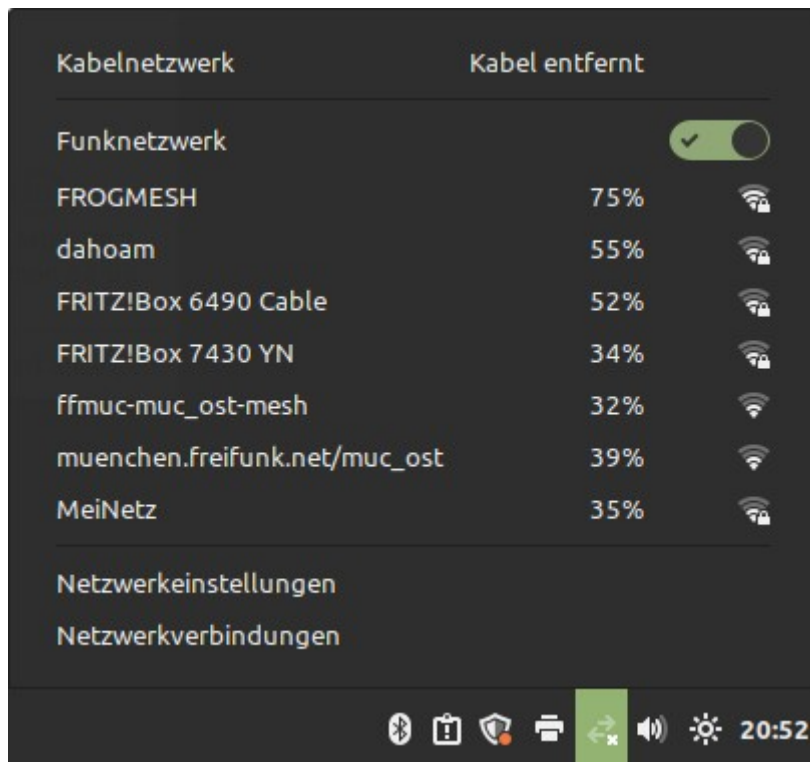 Kabelnetzwerk Kabel entfernt
Funknetzwerk
FROGMESH 75%
dahoam 55%
FRITZ!Box 6490 Cable 52%
FRITZ!Box 7430 YN 34%
ffmuc-muc_ost-mesh 32%
muenchen.freifunk.net/muc_ost 39%
MeiNetz 35%
Netzwerkeinstellungen
Netzwerkverbindungen
20:52